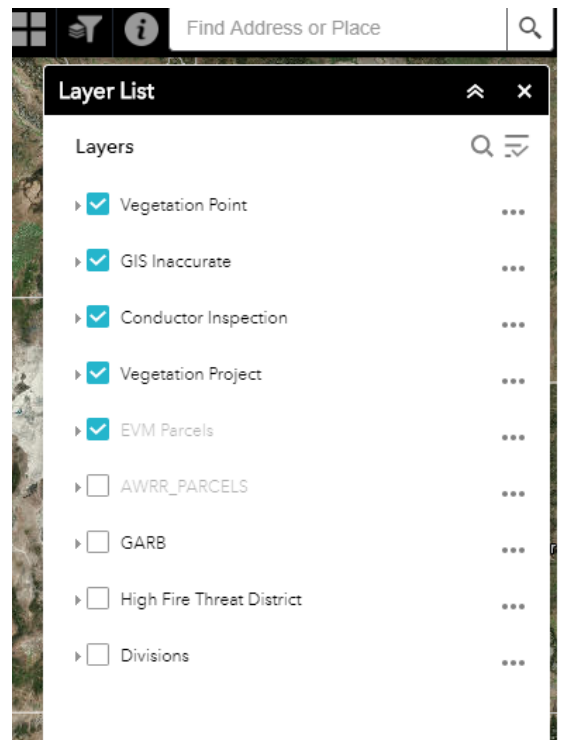 Find Address or Place
Layer List
Layers
Vegetation Point
GIS Inaccurate
Conductor Inspection
Vegetation Project
EVM Parcels
AWRR_PARCELS
GARB
High Fire Threat District
Divisions